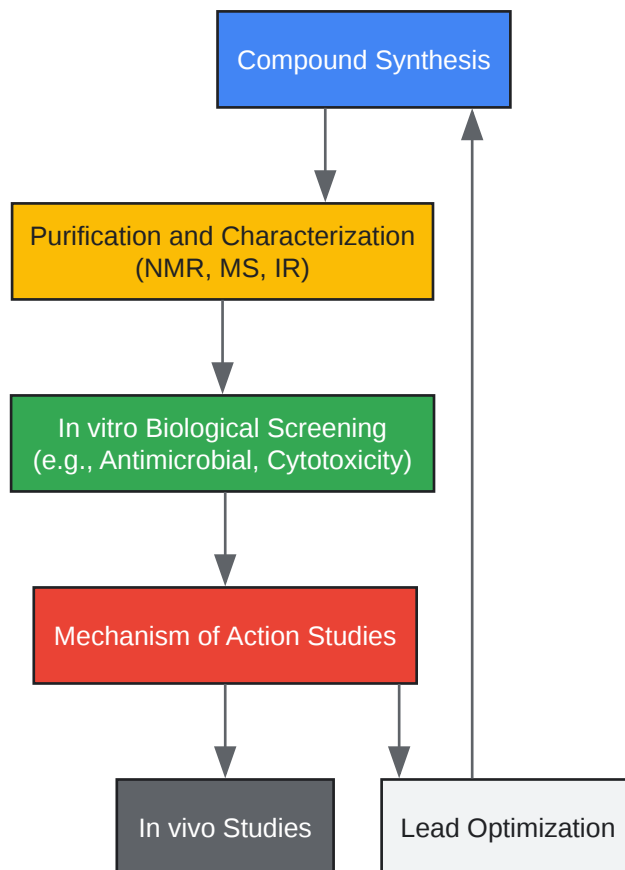 Compound Synthesis
Purification and Characterization
(NMR, MS, IR)
In vitro Biological Screening
(e.g., Antimicrobial, Cytotoxicity)
Mechanism of Action Studies
In vivo Studies
Lead Optimization